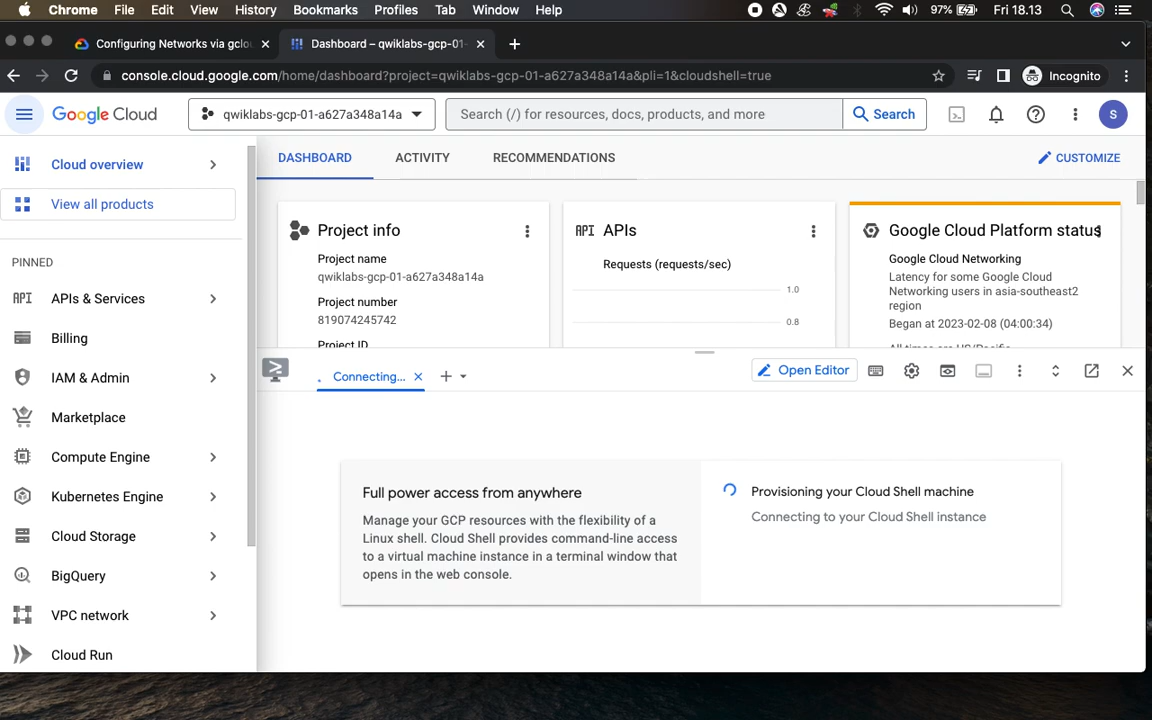 Chrome File Edit View History Bookmarks Profiles Tab Window Help 97% Fri 18.13
Configuring Networks via gclou
Dashboard – qwiklabs-gcp-01-
console.cloud.google.com/home/dashboard?project=qwiklabs-gcp-01-a627a348a14a&pli=1&cloudshell=true
Incognito
Google Cloud
qwiklabs-gcp-01-a627a348a14a
Search (/) for resources, docs, products, and more
Search
S
Cloud overview
View all products
PINNED
API APIs & Services
Billing
IAM & Admin
Marketplace
Compute Engine
Kubernetes Engine
Cloud Storage
BigQuery
VPC network
Cloud Run
DASHBOARD
ACTIVITY
RECOMMENDATIONS
CUSTOMIZE
Project info
Project name
qwiklabs-gcp-01-a627a348a14a
Project number
819074245742
Project ID
API APIs
Requests (requests/sec)
1.0
0.8
Google Cloud Platform status
Google Cloud Networking
Latency for some Google Cloud
Networking users in asia-southeast2
region
Began at 2023-02-08 (04:00:34)
All times are US/Pacific
Connecting...
Open Editor
Full power access from anywhere
Manage your GCP resources with the flexibility of a
Linux shell. Cloud Shell provides command-line access
to a virtual machine instance in a terminal window that
opens in the web console.
Provisioning your Cloud Shell machine
Connecting to your Cloud Shell instance